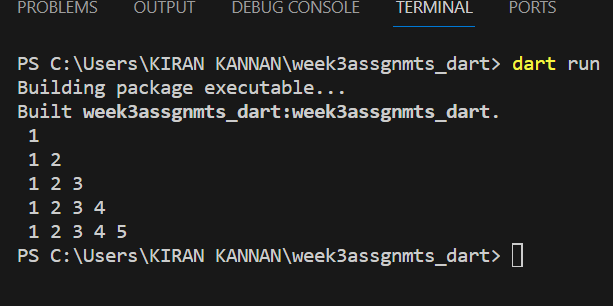 PROBLEMS OUTPUT DEBUG CONSOLE TERMINAL PORTS
PS C:\Users\KIRAN KANNAN\week3assgnmts_dart> dart run
Building package executable...
Built week3assgnmts_dart:week3assgnmts_dart.
1
1 2
1 2 3
1 2 3 4
1 2 3 4 5
PS C:\Users\KIRAN KANNAN\week3assgnmts_dart>